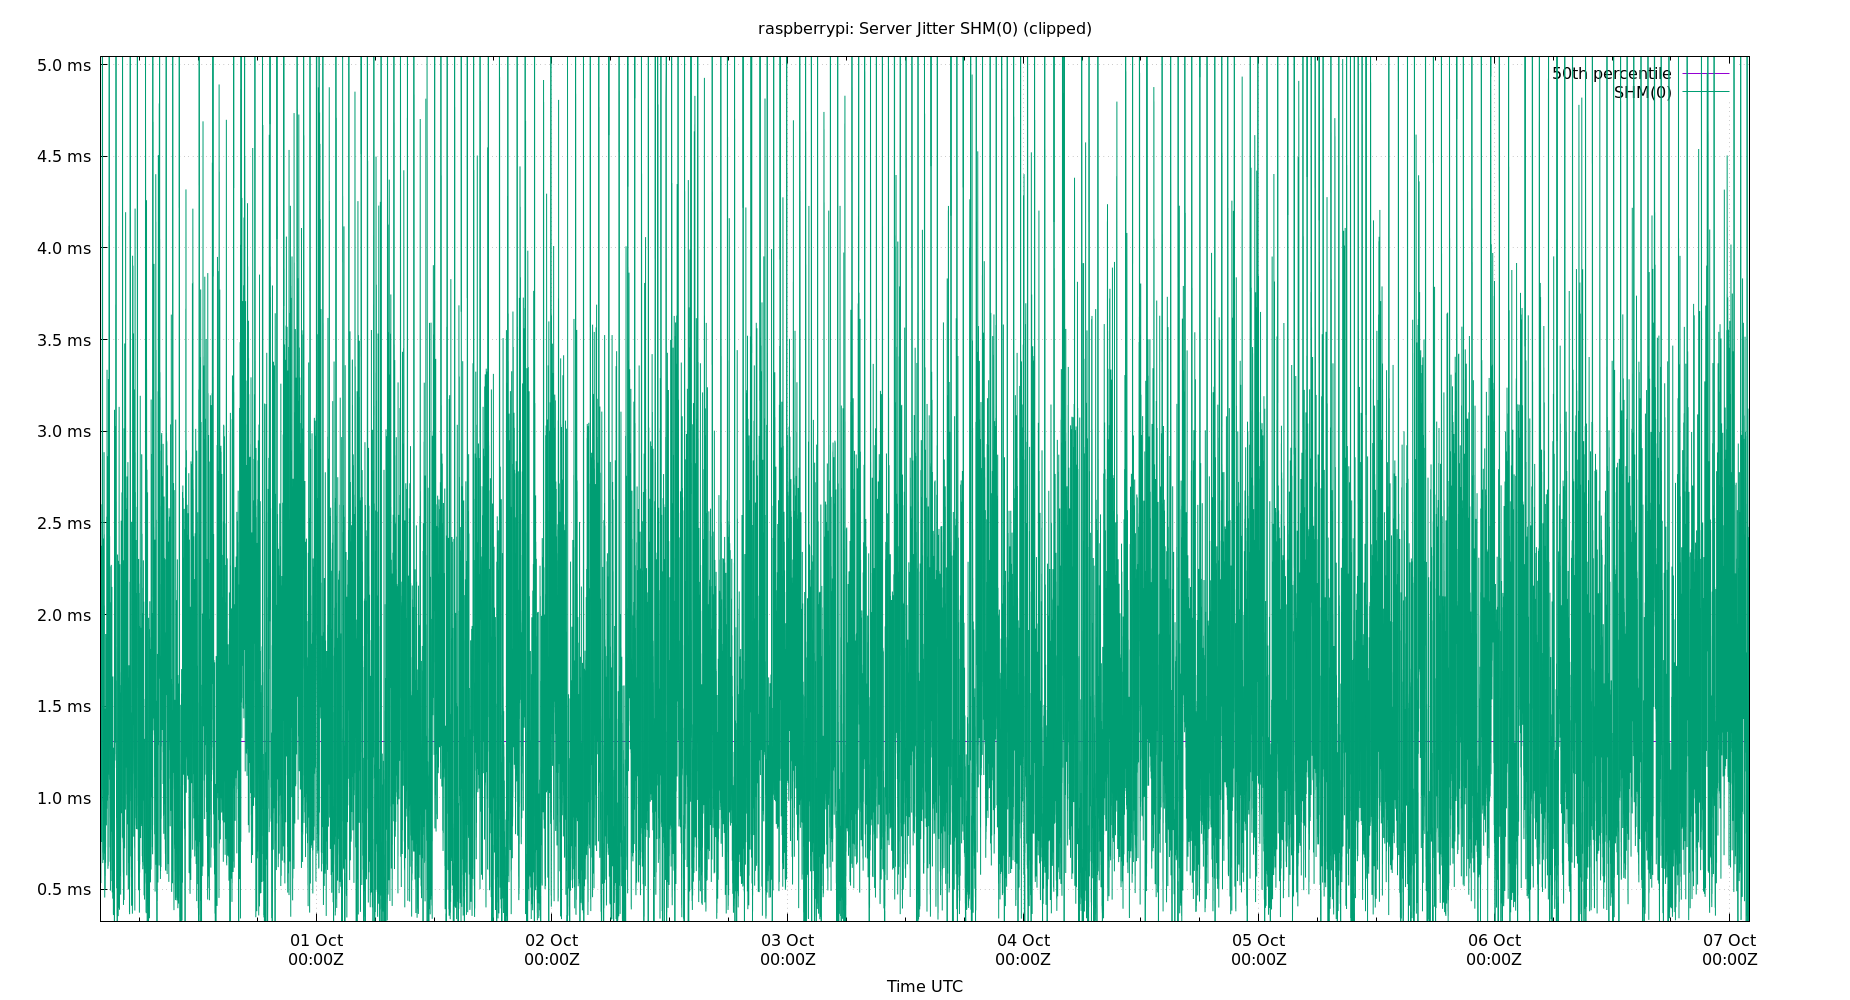 raspberrypi: Server Jitter SHM(0) (clipped)
5.0 ms
50th percentile
SHM(0)
4.5 ms
4.0 ms
3.5 ms
3.0 ms
2.5 ms
2.0 ms
1.5 ms
1.0 ms
0.5 ms
01 Oct 02 Oct 03 Oct 04 Oct 05 Oct 06 Oct 07 Oct
00:00Z 00:00Z 00:00Z 00:00Z 00:00Z 00:00Z 00:00Z
Time UTC